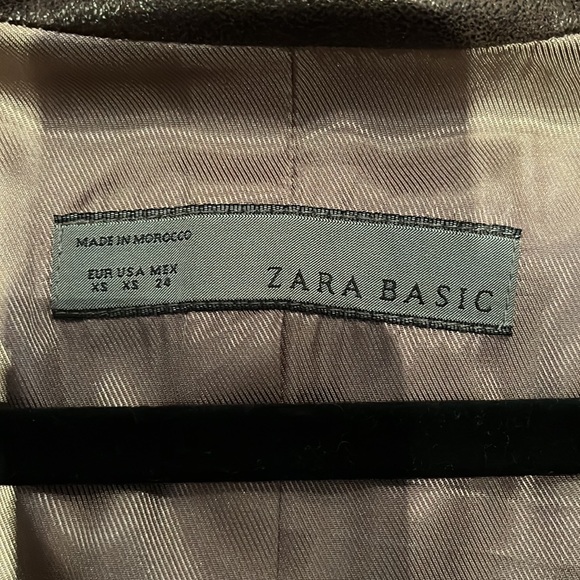 MADE IN MOROCCO
EUR USA MEX
XS XS 24
ZARA BASIC